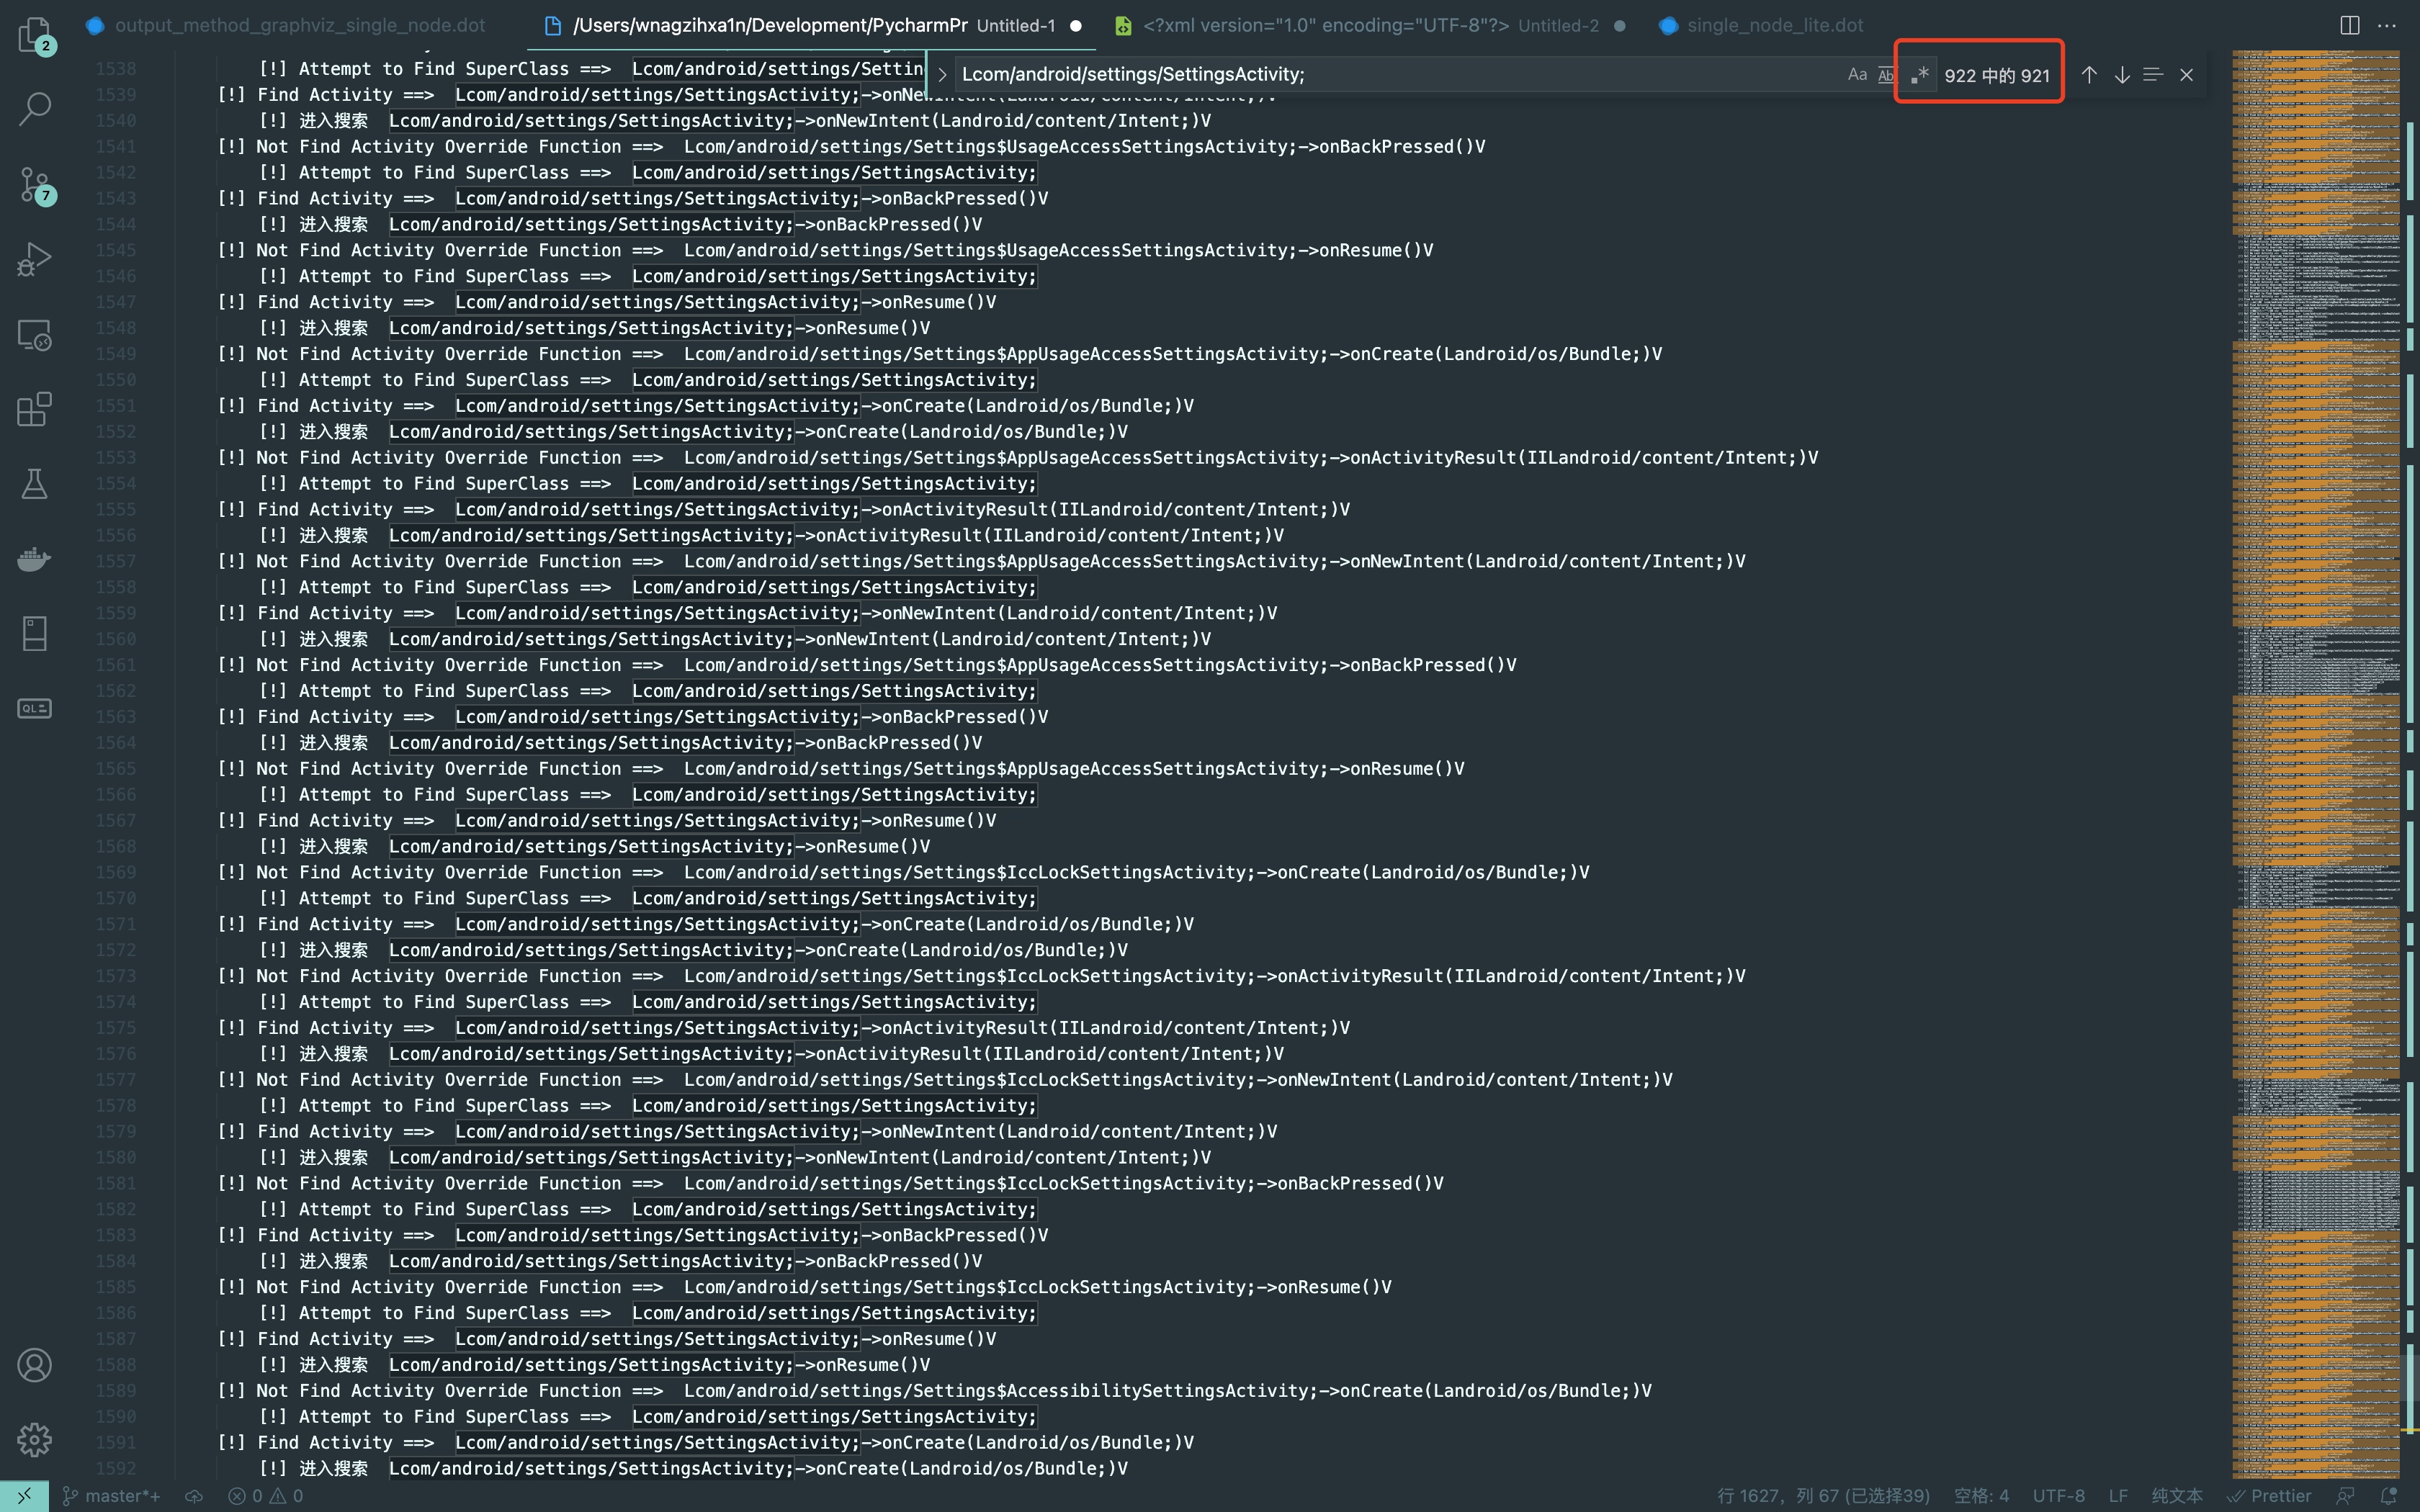 output_method_graphviz_single_node.dot
/Users/wnagzihxa1n/Development/PycharmPr Untitled-1
<?xml version="1.0" encoding="UTF-8"?> Untitled-2
single_node_lite.dot
Lcom/android/settings/SettingsActivity;
922 中的 921
1538 [!] Attempt to Find SuperClass ==> Lcom/android/settings/Settin
1539 [!] Find Activity ==> Lcom/android/settings/SettingsActivity;->onNewIntent(Landroid/content/Intent;)V
1540 [!] 进入搜索 Lcom/android/settings/SettingsActivity;->onNewIntent(Landroid/content/Intent;)V
1541 [!] Not Find Activity Override Function ==> Lcom/android/settings/Settings$UsageAccessSettingsActivity;->onBackPressed()V
1542 [!] Attempt to Find SuperClass ==> Lcom/android/settings/SettingsActivity;
1543 [!] Find Activity ==> Lcom/android/settings/SettingsActivity;->onBackPressed()V
1544 [!] 进入搜索 Lcom/android/settings/SettingsActivity;->onBackPressed()V
1545 [!] Not Find Activity Override Function ==> Lcom/android/settings/Settings$UsageAccessSettingsActivity;->onResume()V
1546 [!] Attempt to Find SuperClass ==> Lcom/android/settings/SettingsActivity;
1547 [!] Find Activity ==> Lcom/android/settings/SettingsActivity;->onResume()V
1548 [!] 进入搜索 Lcom/android/settings/SettingsActivity;->onResume()V
1549 [!] Not Find Activity Override Function ==> Lcom/android/settings/Settings$AppUsageAccessSettingsActivity;->onCreate(Landroid/os/Bundle;)V
1550 [!] Attempt to Find SuperClass ==> Lcom/android/settings/SettingsActivity;
1551 [!] Find Activity ==> Lcom/android/settings/SettingsActivity;->onCreate(Landroid/os/Bundle;)V
1552 [!] 进入搜索 Lcom/android/settings/SettingsActivity;->onCreate(Landroid/os/Bundle;)V
1553 [!] Not Find Activity Override Function ==> Lcom/android/settings/Settings$AppUsageAccessSettingsActivity;->onActivityResult(IILandroid/content/Intent;)V
1554 [!] Attempt to Find SuperClass ==> Lcom/android/settings/SettingsActivity;
1555 [!] Find Activity ==> Lcom/android/settings/SettingsActivity;->onActivityResult(IILandroid/content/Intent;)V
1556 [!] 进入搜索 Lcom/android/settings/SettingsActivity;->onActivityResult(IILandroid/content/Intent;)V
1557 [!] Not Find Activity Override Function ==> Lcom/android/settings/Settings$AppUsageAccessSettingsActivity;->onNewIntent(Landroid/content/Intent;)V
1558 [!] Attempt to Find SuperClass ==> Lcom/android/settings/SettingsActivity;
1559 [!] Find Activity ==> Lcom/android/settings/SettingsActivity;->onNewIntent(Landroid/content/Intent;)V
1560 [!] 进入搜索 Lcom/android/settings/SettingsActivity;->onNewIntent(Landroid/content/Intent;)V
1561 [!] Not Find Activity Override Function ==> Lcom/android/settings/Settings$AppUsageAccessSettingsActivity;->onBackPressed()V
1562 [!] Attempt to Find SuperClass ==> Lcom/android/settings/SettingsActivity;
1563 [!] Find Activity ==> Lcom/android/settings/SettingsActivity;->onBackPressed()V
1564 [!] 进入搜索 Lcom/android/settings/SettingsActivity;->onBackPressed()V
1565 [!] Not Find Activity Override Function ==> Lcom/android/settings/Settings$AppUsageAccessSettingsActivity;->onResume()V
1566 [!] Attempt to Find SuperClass ==> Lcom/android/settings/SettingsActivity;
1567 [!] Find Activity ==> Lcom/android/settings/SettingsActivity;->onResume()V
1568 [!] 进入搜索 Lcom/android/settings/SettingsActivity;->onResume()V
1569 [!] Not Find Activity Override Function ==> Lcom/android/settings/Settings$IccLockSettingsActivity;->onCreate(Landroid/os/Bundle;)V
1570 [!] Attempt to Find SuperClass ==> Lcom/android/settings/SettingsActivity;
1571 [!] Find Activity ==> Lcom/android/settings/SettingsActivity;->onCreate(Landroid/os/Bundle;)V
1572 [!] 进入搜索 Lcom/android/settings/SettingsActivity;->onCreate(Landroid/os/Bundle;)V
1573 [!] Not Find Activity Override Function ==> Lcom/android/settings/Settings$IccLockSettingsActivity;->onActivityResult(IILandroid/content/Intent;)V
1574 [!] Attempt to Find SuperClass ==> Lcom/android/settings/SettingsActivity;
1575 [!] Find Activity ==> Lcom/android/settings/SettingsActivity;->onActivityResult(IILandroid/content/Intent;)V
1576 [!] 进入搜索 Lcom/android/settings/SettingsActivity;->onActivityResult(IILandroid/content/Intent;)V
1577 [!] Not Find Activity Override Function ==> Lcom/android/settings/Settings$IccLockSettingsActivity;->onNewIntent(Landroid/content/Intent;)V
1578 [!] Attempt to Find SuperClass ==> Lcom/android/settings/SettingsActivity;
1579 [!] Find Activity ==> Lcom/android/settings/SettingsActivity;->onNewIntent(Landroid/content/Intent;)V
1580 [!] 进入搜索 Lcom/android/settings/SettingsActivity;->onNewIntent(Landroid/content/Intent;)V
1581 [!] Not Find Activity Override Function ==> Lcom/android/settings/Settings$IccLockSettingsActivity;->onBackPressed()V
1582 [!] Attempt to Find SuperClass ==> Lcom/android/settings/SettingsActivity;
1583 [!] Find Activity ==> Lcom/android/settings/SettingsActivity;->onBackPressed()V
1584 [!] 进入搜索 Lcom/android/settings/SettingsActivity;->onBackPressed()V
1585 [!] Not Find Activity Override Function ==> Lcom/android/settings/Settings$IccLockSettingsActivity;->onResume()V
1586 [!] Attempt to Find SuperClass ==> Lcom/android/settings/SettingsActivity;
1587 [!] Find Activity ==> Lcom/android/settings/SettingsActivity;->onResume()V
1588 [!] 进入搜索 Lcom/android/settings/SettingsActivity;->onResume()V
1589 [!] Not Find Activity Override Function ==> Lcom/android/settings/Settings$AccessibilitySettingsActivity;->onCreate(Landroid/os/Bundle;)V
1590 [!] Attempt to Find SuperClass ==> Lcom/android/settings/SettingsActivity;
1591 [!] Find Activity ==> Lcom/android/settings/SettingsActivity;->onCreate(Landroid/os/Bundle;)V
1592 [!] 进入搜索 Lcom/android/settings/SettingsActivity;->onCreate(Landroid/os/Bundle;)V
2
7
QL
master*+ 0 0 行 1627，列 67 (已选择39) 空格: 4 UTF-8 LF 纯文本 Prettier